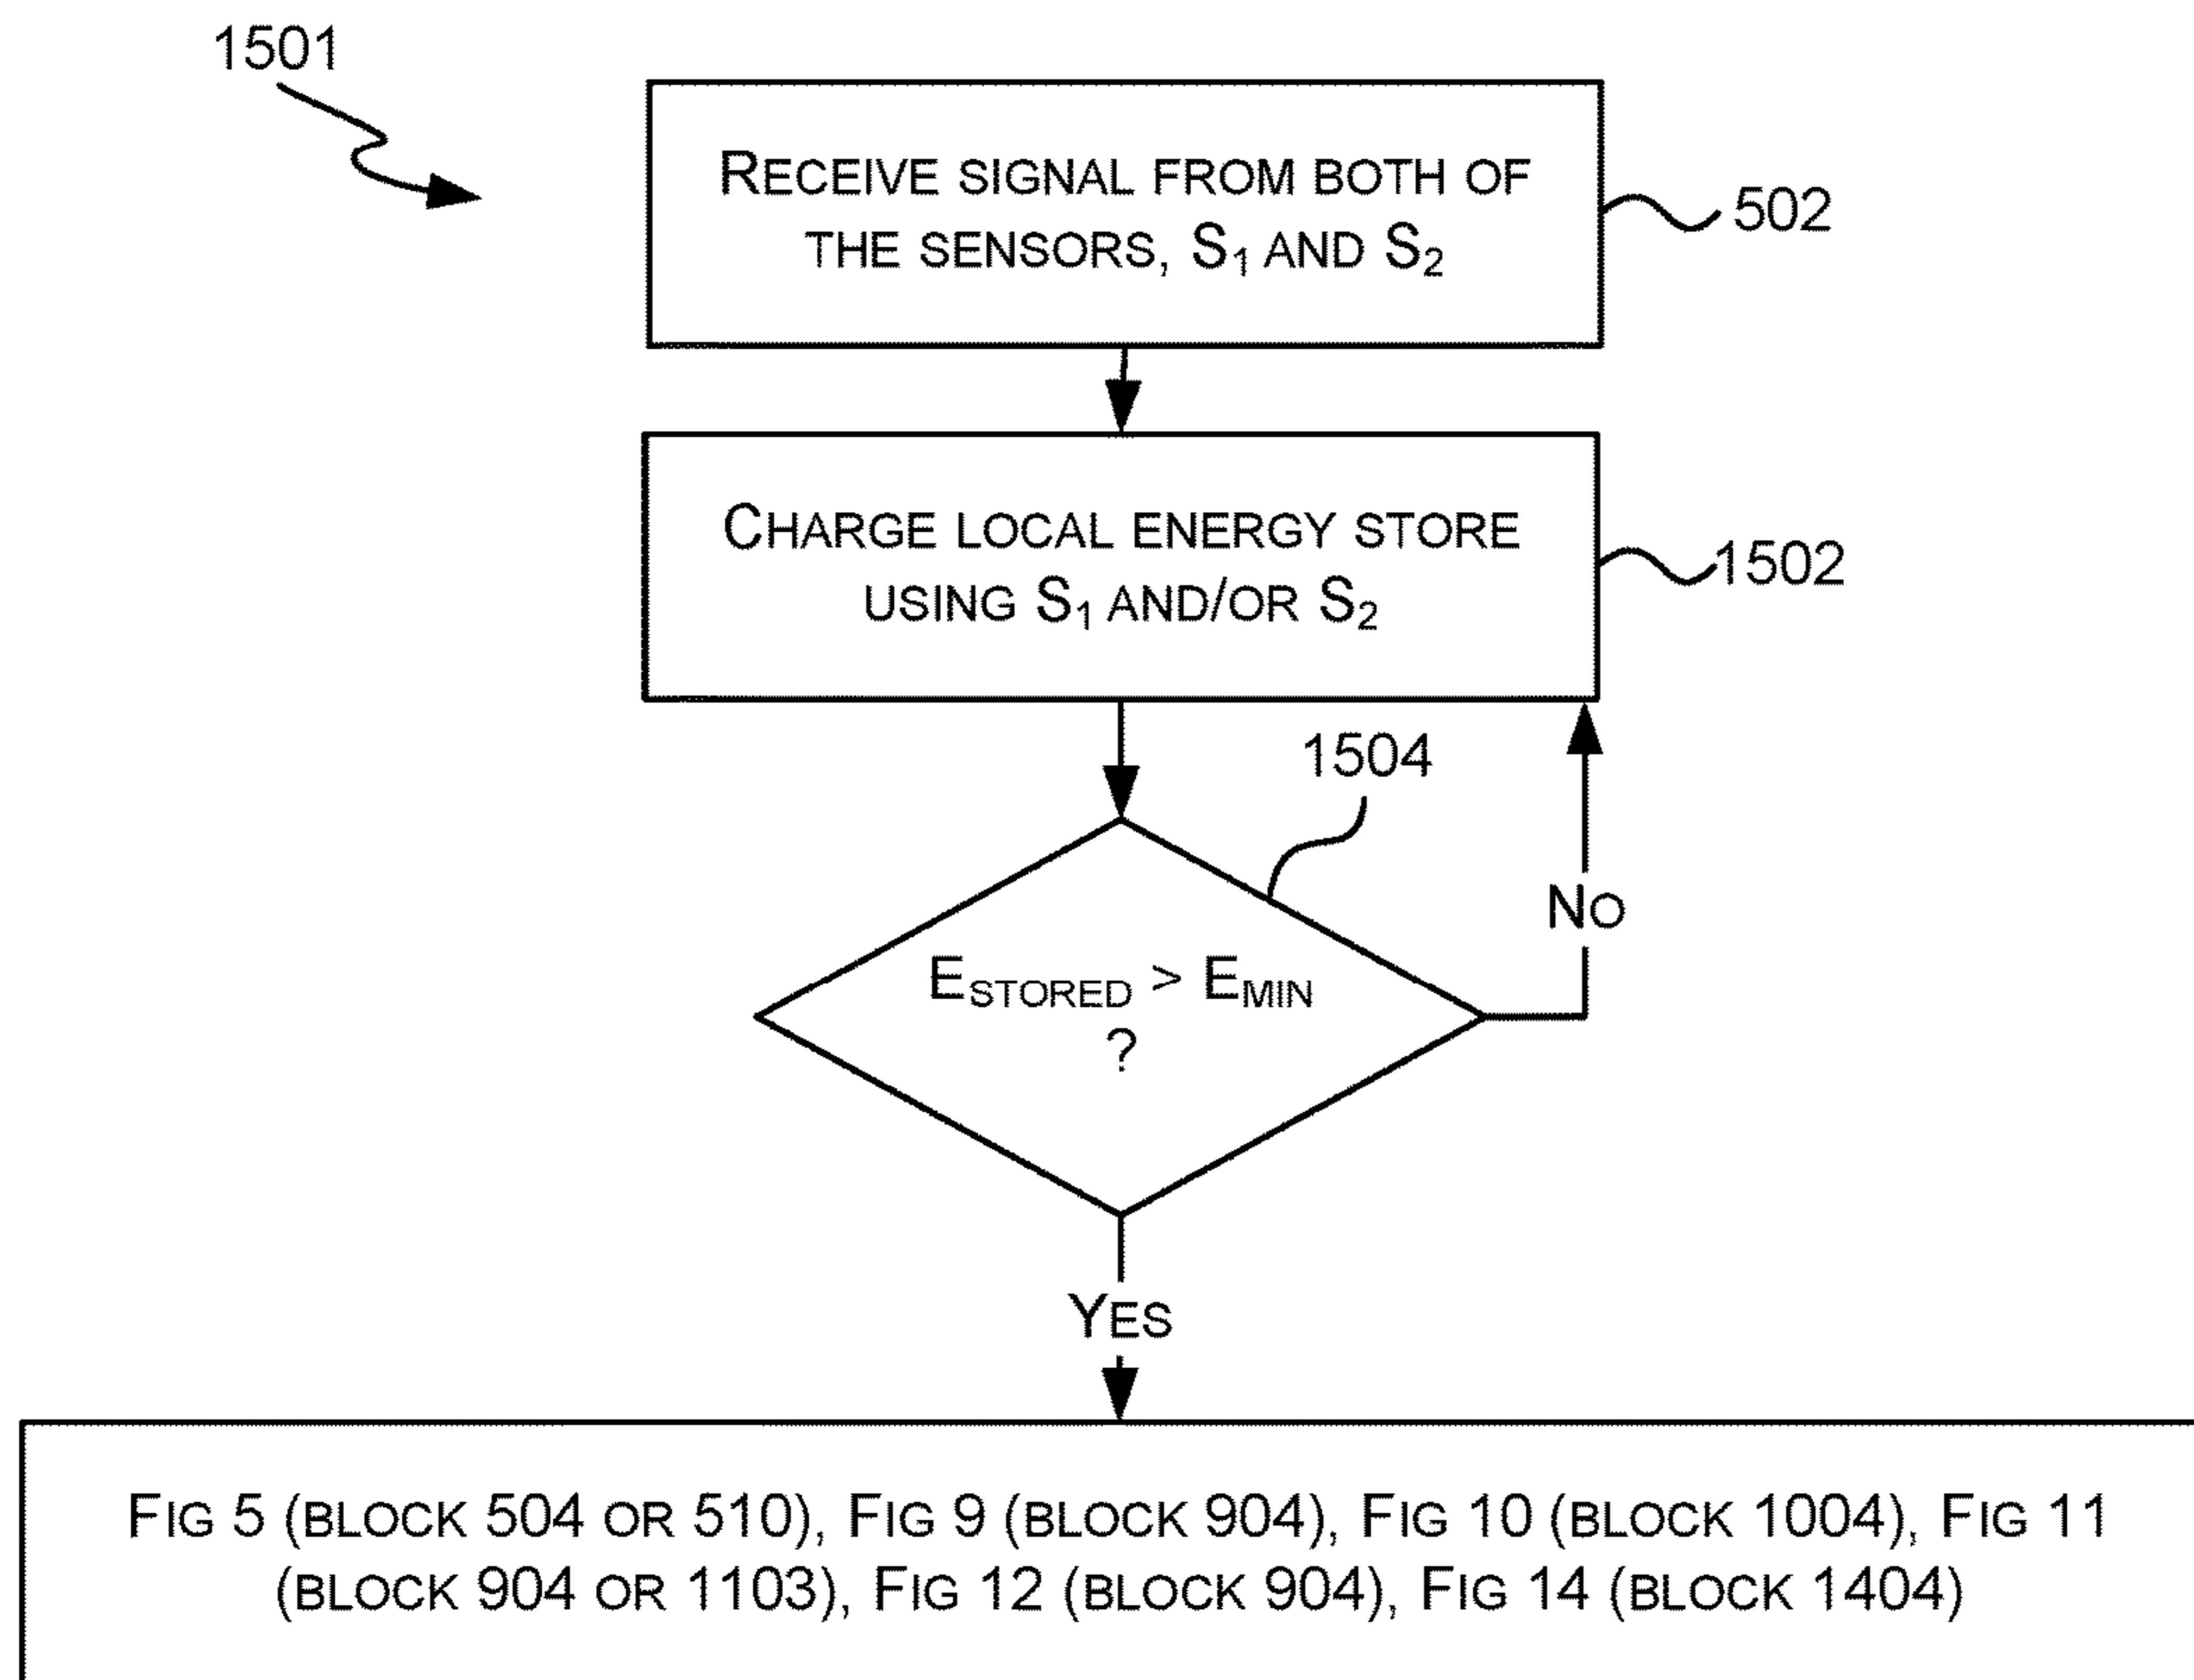 1501
RECEIVE SIGNAL FROM BOTH OF
THE SENSORS, S1 AND S2
502
CHARGE LOCAL ENERGY STORE
USING S1 AND/OR S2
1502
1504
ESTORED > EMIN
?
NO
YES
FIG 5 (BLOCK 504 OR 510), FIG 9 (BLOCK 904), FIG 10 (BLOCK 1004), FIG 11
(BLOCK 904 OR 1103), FIG 12 (BLOCK 904), FIG 14 (BLOCK 1404)